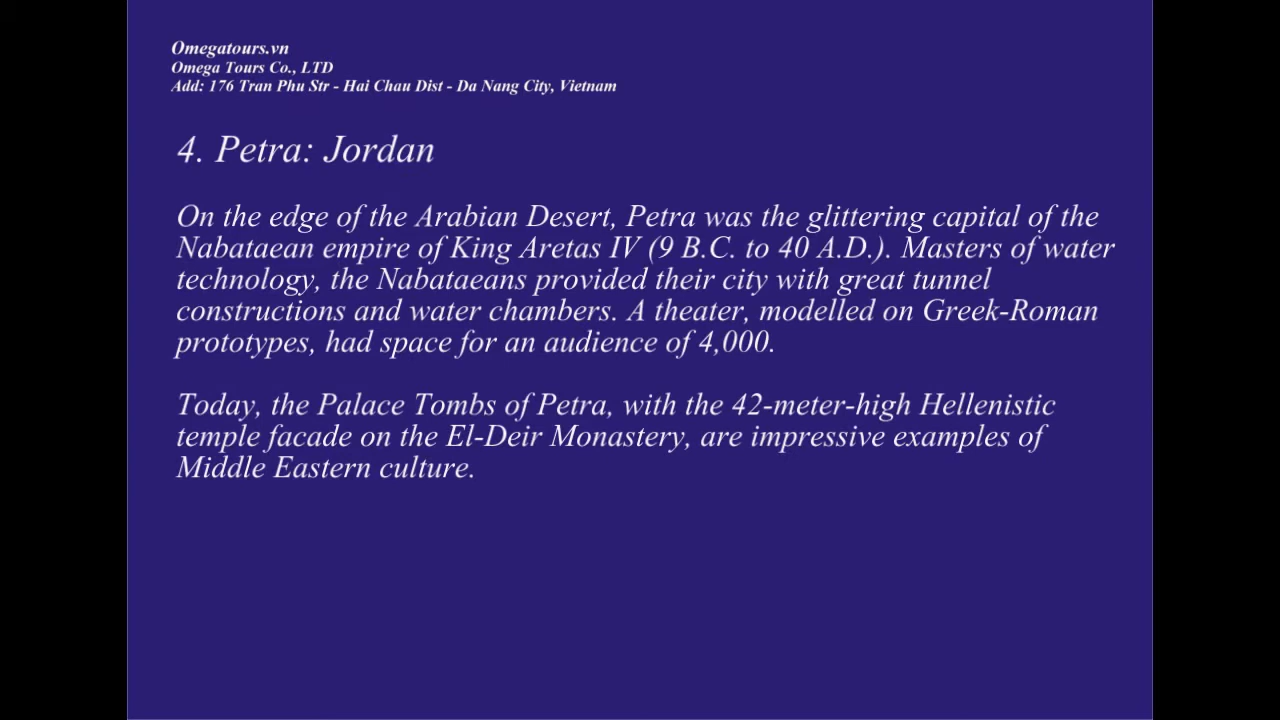 Omegatours.vn
Omega Tours Co., LTD
Add: 176 Tran Phu Str - Hai Chau Dist - Da Nang City, Vietnam
4. Petra: Jordan
On the edge of the Arabian Desert, Petra was the glittering capital of the
Nabataean empire of King Aretas IV (9 B.C. to 40 A.D.). Masters of water
technology, the Nabataeans provided their city with great tunnel
constructions and water chambers. A theater, modelled on Greek-Roman
prototypes, had space for an audience of 4,000.
Today, the Palace Tombs of Petra, with the 42-meter-high Hellenistic
temple facade on the El-Deir Monastery, are impressive examples of
Middle Eastern culture.